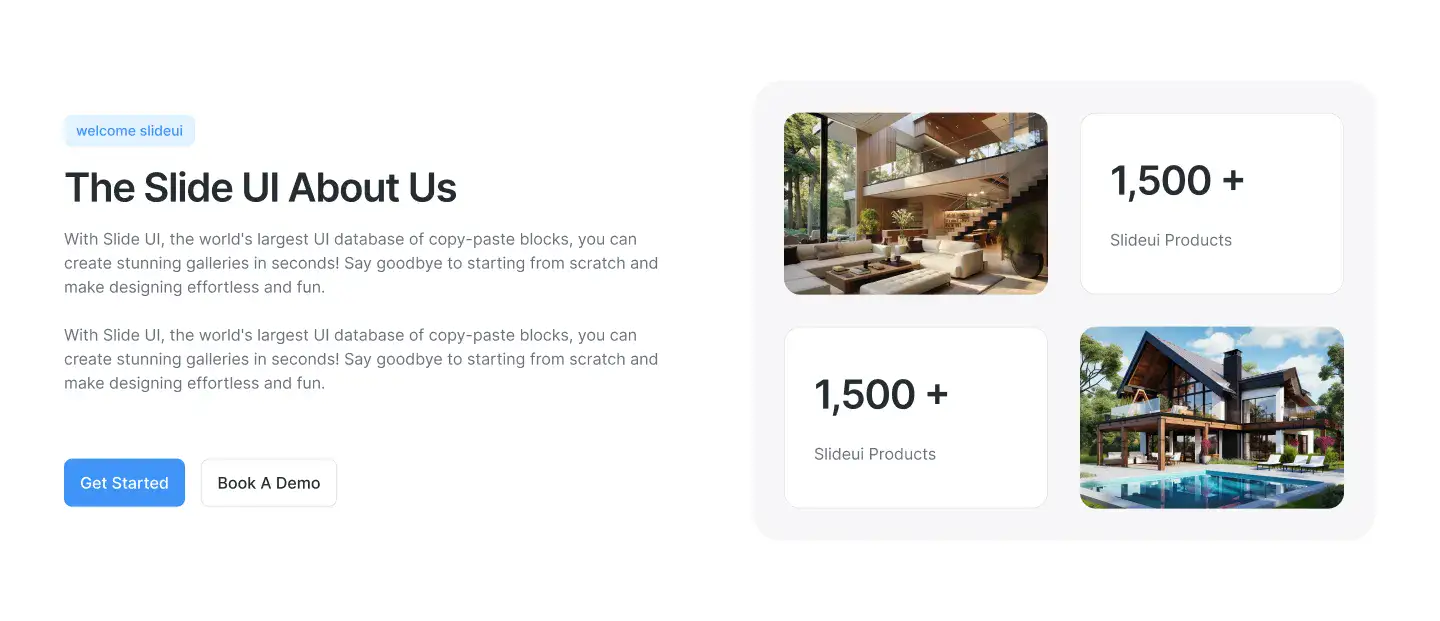 welcome slideui
The Slide UI About Us
With Slide UI, the world's largest UI database of copy-paste blocks, you can
create stunning galleries in seconds! Say goodbye to starting from scratch and
make designing effortless and fun.
With Slide UI, the world's largest UI database of copy-paste blocks, you can
create stunning galleries in seconds! Say goodbye to starting from scratch and
make designing effortless and fun.
Get Started
Book A Demo
1,500 +
Slideui Products
1,500 +
Slideui Products